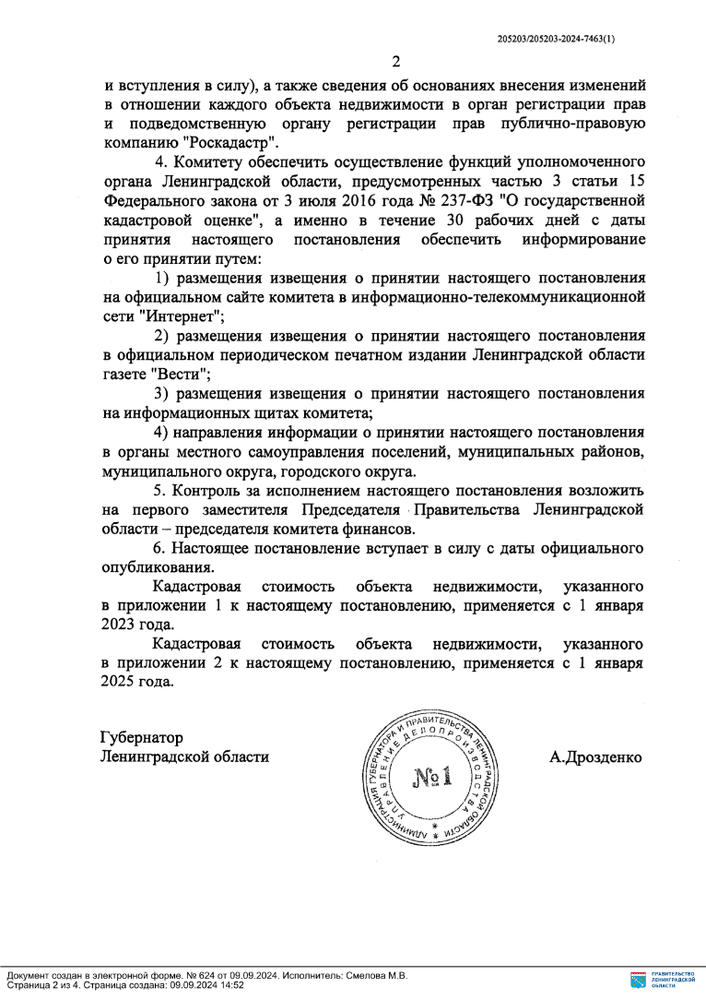 205203/205203-2024-7463(1)
2
и вступления в силу), а также сведения об основаниях внесения изменений
в отношении каждого объекта недвижимости в орган регистрации прав
и подведомственную органу регистрации прав публично-правовую
компанию "Роскадастр".
4. Комитету обеспечить осуществление функций уполномоченного
органа Ленинградской области, предусмотренных частью 3 статьи 15
Федерального закона от 3 июля 2016 года № 237-ФЗ "О государственной
кадастровой оценке", а именно в течение 30 рабочих дней с даты
принятия настоящего постановления обеспечить информирование
о его принятии путем:
1) размещения извещения о принятии настоящего постановления
на официальном сайте комитета в информационно-телекоммуникационной
сети "Интернет";
2) размещения извещения о принятии настоящего постановления
в официальном периодическом печатном издании Ленинградской области
газете "Вести";
3) размещения извещения о принятии настоящего постановления
на информационных щитах комитета;
4) направления информации о принятии настоящего постановления
в органы местного самоуправления поселений, муниципальных районов,
муниципального округа, городского округа.
5. Контроль за исполнением настоящего постановления возложить
на первого заместителя Председателя Правительства Ленинградской
области – председателя комитета финансов.
6. Настоящее постановление вступает в силу с даты официального
опубликования.
Кадастровая стоимость объекта недвижимости, указанного
в приложении 1 к настоящему постановлению, применяется с 1 января
2023 года.
Кадастровая стоимость объекта недвижимости, указанного
в приложении 2 к настоящему постановлению, применяется с 1 января
2025 года.
Губернатор
Ленинградской области
А.Дрозденко
АДМИНИСТРАЦИЯ ГУБЕРНАТОРА И ПРАВИТЕЛЬСТВА ЛЕНИНГРАДСКОЙ ОБЛАСТИ *
УПРАВЛЕНИЕ ДЕЛОПРОИЗВОДСТВА *
№1
Документ создан в электронной форме. № 624 от 09.09.2024. Исполнитель: Смелова М.В.
Страница 2 из 4. Страница создана: 09.09.2024 14:52
ПРАВИТЕЛЬСТВО
ЛЕНИНГРАДСКОЙ
ОБЛАСТИ